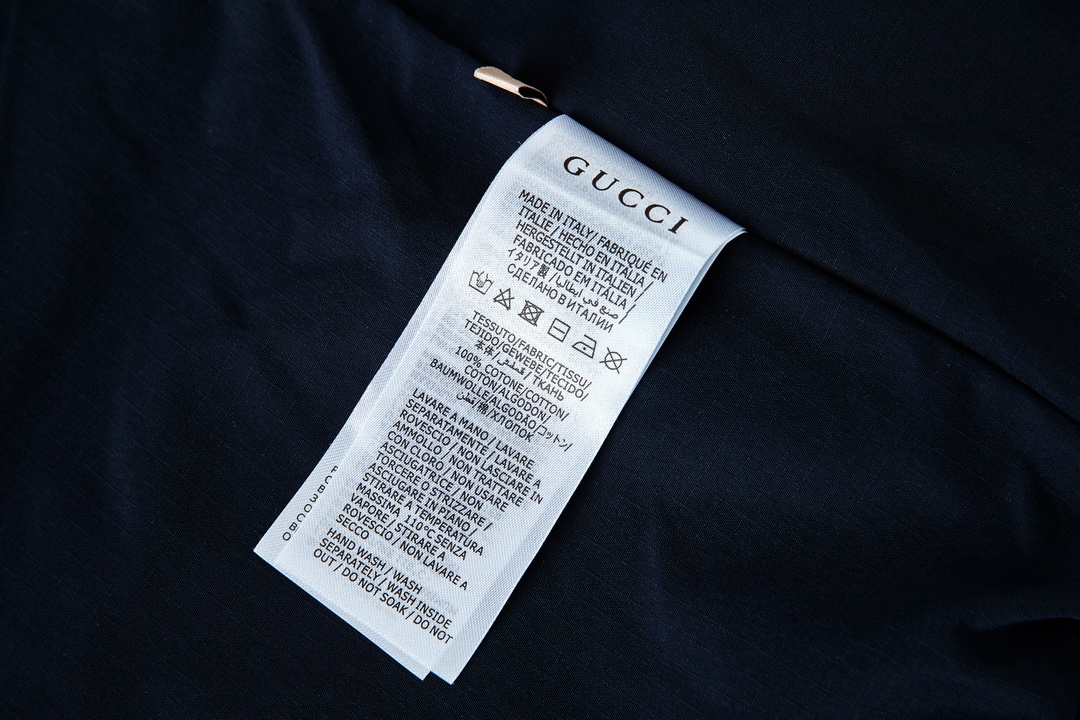 GUCCI
MADE IN ITALY/ FABRIQUÉ EN
ITALIE / HECHO EN ITALIA /
HERGESTELLT IN ITALIEN /
FABRICADO EM ITÁLIA /
イタリア製 / صنع في ايطاليا /
СДЕЛАНО В ИТАЛИИ
TESSUTO/FABRIC/TISSU/
TEJIDO/GEWEBE/TECIDO/
本体/ قماش/ ТКАНЬ
100% COTONE/COTTON/
COTON/ALGODON/
BAUMWOLLE/ALGODÃO/コットン/
قطن/棉/ХЛОПОК
LAVARE A MANO / LAVARE
SEPARATAMENTE / LAVARE A
ROVESCIO / NON LASCIARE IN
AMMOLLO / NON TRATTARE
CON CLORO / NON USARE
ASCIUGATRICE / NON
TORCERE O STRIZZARE /
ASCIUGARE IN PIANO /
STIRARE A TEMPERATURA
MASSIMA 110°C SENZA
VAPORE / STIRARE A
ROVESCIO / NON LAVARE A
SECCO
HAND WASH / WASH
SEPARATELY / WASH INSIDE
OUT / DO NOT SOAK / DO NOT